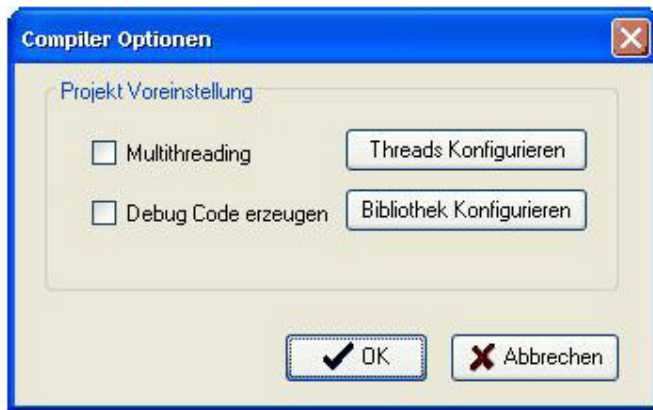 Compiler Optionen
Projekt Voreinstellung
Multithreading Threads Konfigurieren
Debug Code erzeugen Bibliothek Konfigurieren
OK Abbrechen